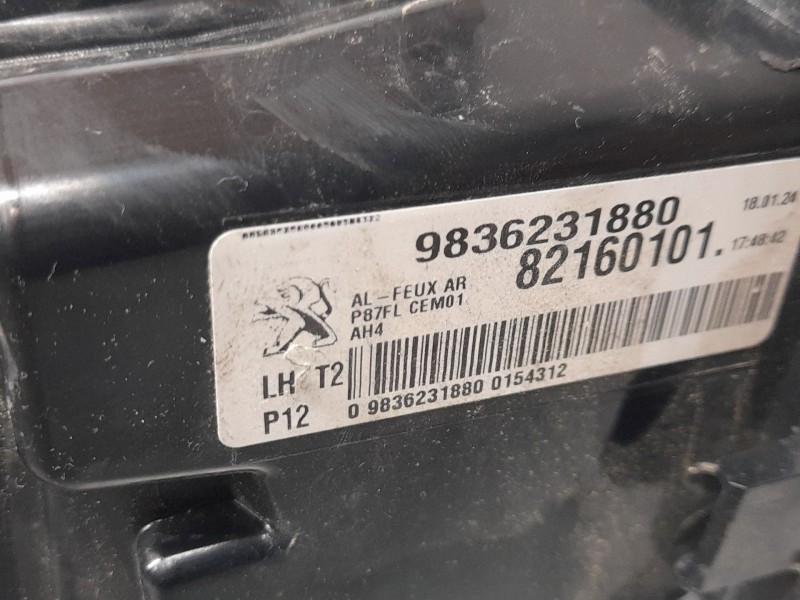 9836231880
18.01.24
82160101.
17:48:42
AL-FEUX AR
P87FL CEM01
AH4
LH T2
P12
0 9836231880 0154312